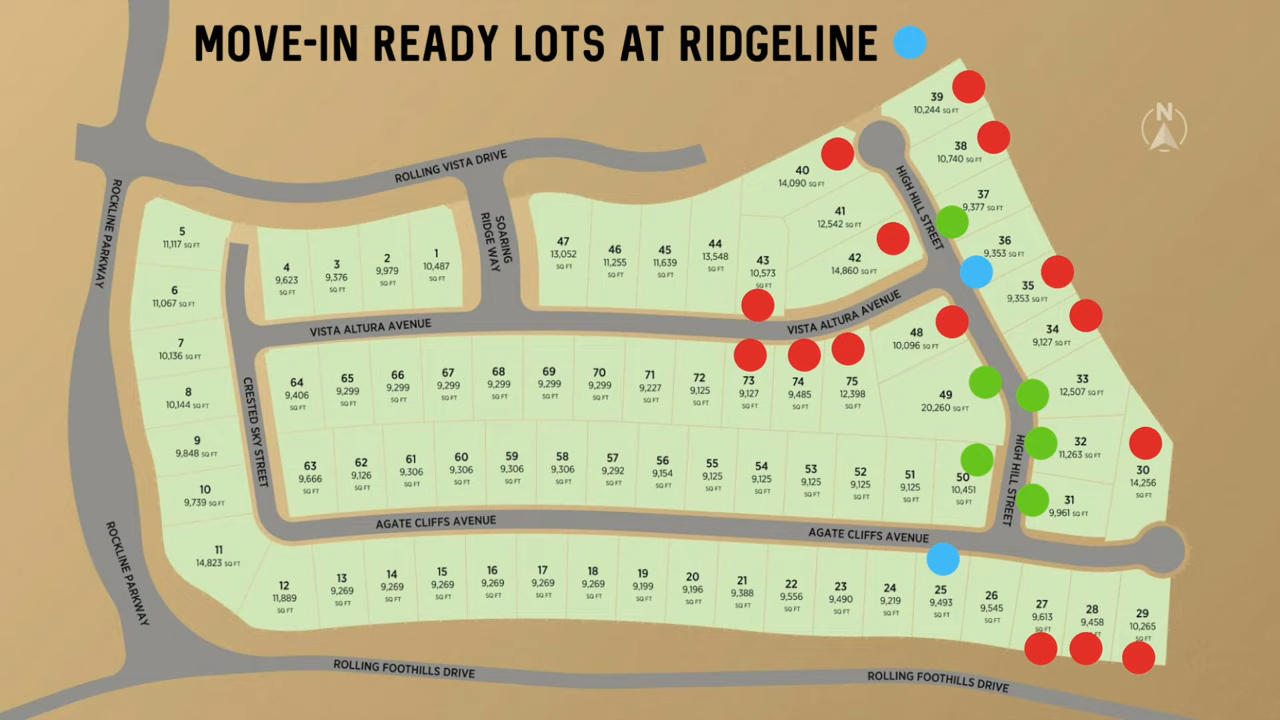 MOVE-IN READY LOTS AT RIDGELINE
N
39
10,244 SQ FT
38
10,740 SQ FT
37
9,377 SQ FT
36
9,353 SQ FT
35
9,353 SQ FT
34
9,127 SQ FT
33
12,507 SQ FT
32
11,263 SQ FT
31
9,961 SQ FT
30
14,256
SQ FT
40
14,090 SQ FT
41
12,542 SQ FT
42
14,860 SQ FT
43
10,573
SQ FT
44
13,548
SQ FT
45
11,639
SQ FT
46
11,255
SQ FT
47
13,052
SQ FT
ROLLING VISTA DRIVE
SOARING
RIDGE WAY
HIGH HILL STREET
ROCKLINE PARKWAY
1
10,487
SQ FT
2
9,979
SQ FT
3
9,376
SQ FT
4
9,623
SQ FT
5
11,117 SQ FT
6
11,067 SQ FT
7
10,136 SQ FT
8
10,144 SQ FT
9
9,848 SQ FT
10
9,739 SQ FT
11
14,823 SQ FT
VISTA ALTURA AVENUE
VISTA ALTURA AVENUE
CRESTED SKY STREET
48
10,096 SQ FT
49
20,260 SQ FT
50
10,451
SQ FT
64
9,406
SQ FT
65
9,299
SQ FT
66
9,299
SQ FT
67
9,299
SQ FT
68
9,299
SQ FT
69
9,299
SQ FT
70
9,299
SQ FT
71
9,227
SQ FT
72
9,125
SQ FT
73
9,127
SQ FT
74
9,485
SQ FT
75
12,398
SQ FT
63
9,666
SQ FT
62
9,126
SQ FT
61
9,306
SQ FT
60
9,306
SQ FT
59
9,306
SQ FT
58
9,306
SQ FT
57
9,292
SQ FT
56
9,154
SQ FT
55
9,125
SQ FT
54
9,125
SQ FT
53
9,125
SQ FT
52
9,125
SQ FT
51
9,125
SQ FT
HIGH HILL STREET
AGATE CLIFFS AVENUE
AGATE CLIFFS AVENUE
ROCKLINE PARKWAY
12
11,889
SQ FT
13
9,269
SQ FT
14
9,269
SQ FT
15
9,269
SQ FT
16
9,269
SQ FT
17
9,269
SQ FT
18
9,269
SQ FT
19
9,199
SQ FT
20
9,196
SQ FT
21
9,388
SQ FT
22
9,556
SQ FT
23
9,490
SQ FT
24
9,219
SQ FT
25
9,493
SQ FT
26
9,545
SQ FT
27
9,613
SQ FT
28
9,458
SQ FT
29
10,265
SQ FT
ROLLING FOOTHILLS DRIVE
ROLLING FOOTHILLS DRIVE